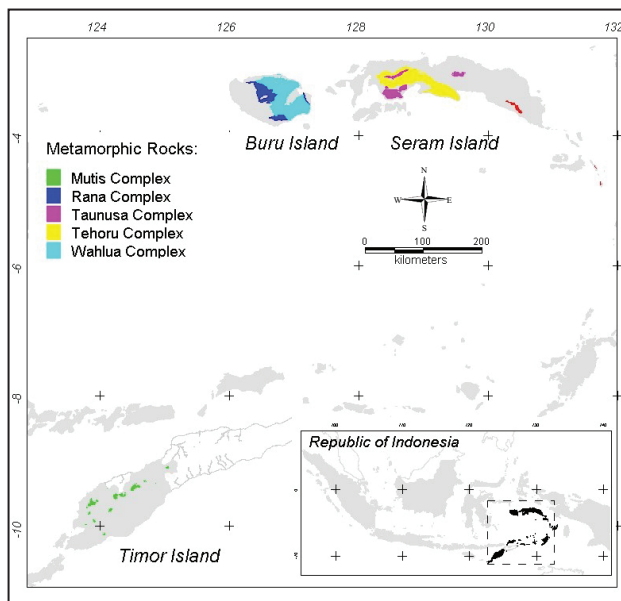 124 126 128 130 132
-4
-6
-8
-10
Buru Island
Seram Island
Metamorphic Rocks:
Mutis Complex
Rana Complex
Taunusa Complex
Tehoru Complex
Wahlua Complex
N
W E
S
0 100 200
kilometers
Timor Island
Republic of Indonesia